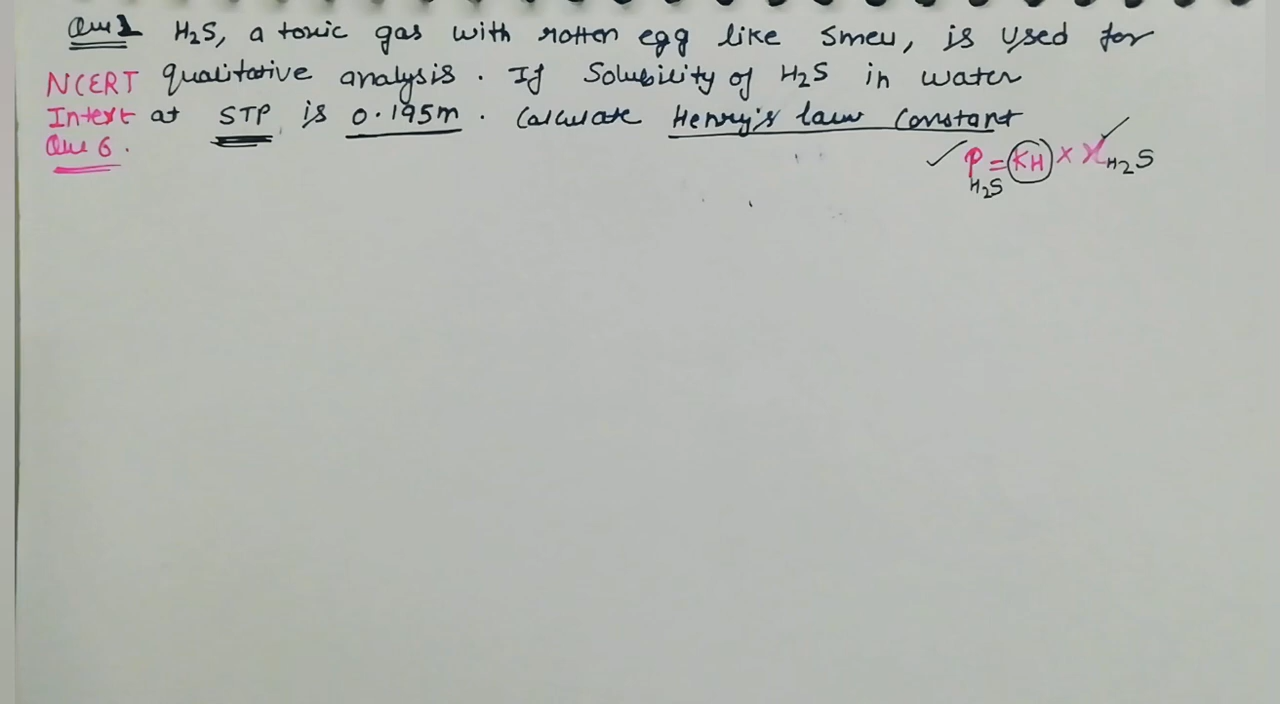 Que 1 H2S, a toxic gas with rotten egg like smell, is used for
NCERT qualitative analysis. If Solubility of H2S in water
Intext at STP is 0.195m. Calculate Henry's law constant
Que 6.
P H2S = KH × x H2S